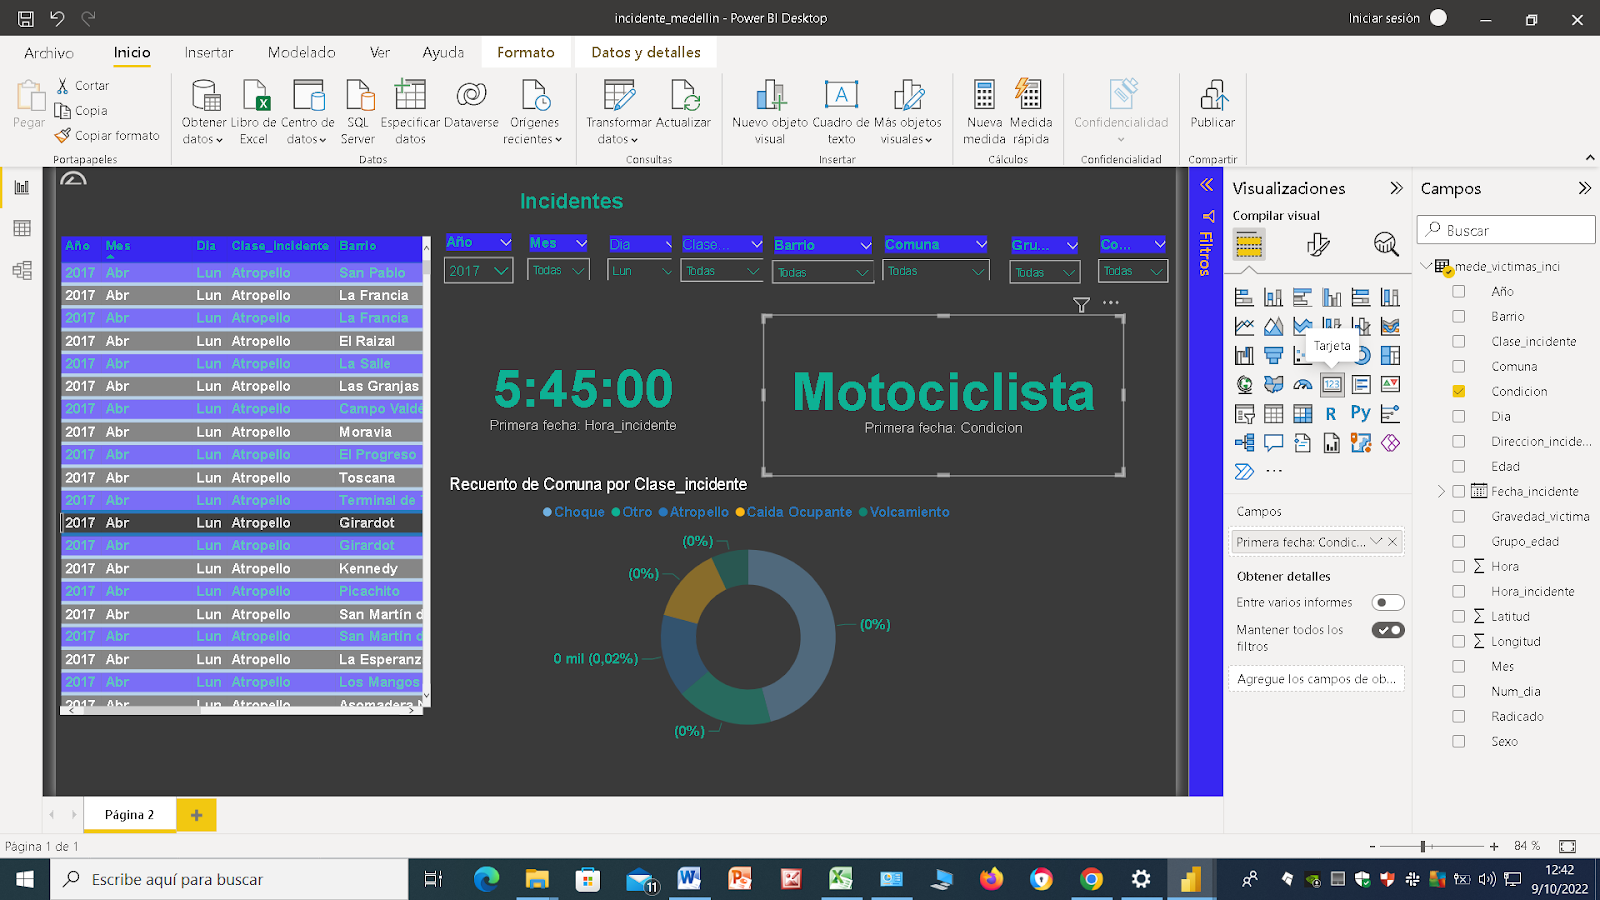 incidente_medellin - Power BI Desktop
Iniciar sesión
Archivo Inicio Insertar Modelado Ver Ayuda Formato Datos y detalles
Pegar
Cortar
Copia
Copiar formato
Portapapeles
Obtener datos
Libro de Excel
Centro de datos
SQL Server
Especificar datos
Dataverse
Orígenes recientes
Datos
Transformar datos
Actualizar
Consultas
Nuevo objeto visual
Cuadro de texto
Más objetos visuales
Insertar
Nueva medida
Medida rápida
Cálculos
Confidencialidad
Confidencialidad
Publicar
Compartir
Incidentes
Año Mes Dia Clase_incidente Barrio
2017 Abr Lun Atropello San Pablo
2017 Abr Lun Atropello La Francia
2017 Abr Lun Atropello La Francia
2017 Abr Lun Atropello El Raizal
2017 Abr Lun Atropello La Salle
2017 Abr Lun Atropello Las Granjas
2017 Abr Lun Atropello Campo Valdé
2017 Abr Lun Atropello Moravia
2017 Abr Lun Atropello El Progreso
2017 Abr Lun Atropello Toscana
2017 Abr Lun Atropello Terminal de
2017 Abr Lun Atropello Girardot
2017 Abr Lun Atropello Girardot
2017 Abr Lun Atropello Kennedy
2017 Abr Lun Atropello Picachito
2017 Abr Lun Atropello San Martín d
2017 Abr Lun Atropello San Martín d
2017 Abr Lun Atropello La Esperanz
2017 Abr Lun Atropello Los Mangos
2017 Abr Lun Atropello Asomadera
Año Mes Dia Clase... Barrio Comuna Gru... Co...
2017 Todas Lun Todas Todas Todas Todas Todas
5:45:00
Primera fecha: Hora_incidente
Motociclista
Primera fecha: Condicion
Recuento de Comuna por Clase_incidente
Choque Otro Atropello Caida Ocupante Volcamiento
(0%)
(0%)
(0%)
0 mil (0,02%)
(0%)
Filtros
Visualizaciones
Compilar visual
Tarjeta
123
R Py
Campos
Primera fecha: Condic...
Obtener detalles
Entre varios informes
Mantener todos los filtros
Agregue los campos de ob...
Campos
Buscar
mede_victimas_inci
Año
Barrio
Clase_incidente
Comuna
Condicion
Dia
Direccion_incide...
Edad
Fecha_incidente
Gravedad_victima
Grupo_edad
Hora
Hora_incidente
Latitud
Longitud
Mes
Num_dia
Radicado
Sexo
Página 2
Página 1 de 1
84 %
Escribe aquí para buscar
11
12:42
9/10/2022